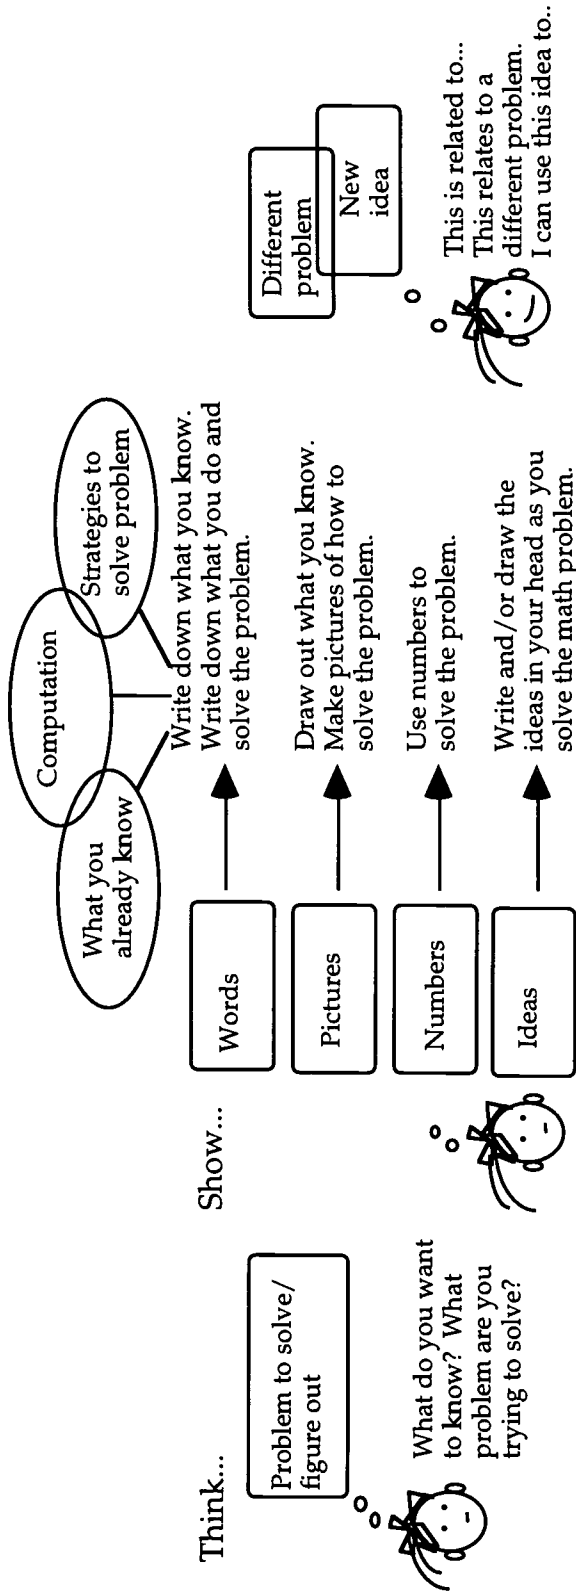 Think...
Problem to solve/
figure out
What do you want
to know? What
problem are you
trying to solve?
Show...
What you
already know
Computation
Strategies to
solve problem
Words
Write down what you know.
Write down what you do and
solve the problem.
Pictures
Draw out what you know.
Make pictures of how to
solve the problem.
Numbers
Use numbers to
solve the problem.
Ideas
Write and/or draw the
ideas in your head as you
solve the math problem.
Different
problem
New
idea
This is related to...
This relates to a
different problem.
I can use this idea to..